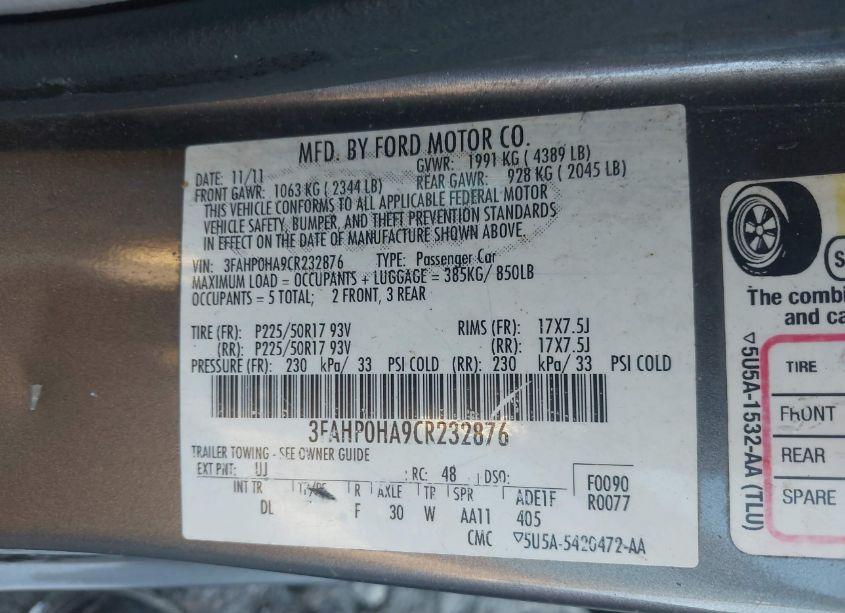 MFD. BY FORD MOTOR CO.
DATE: 11/11 GVWR: 1991 KG ( 4389 LB)
FRONT GAWR: 1063 KG ( 2344 LB) REAR GAWR: 928 KG ( 2045 LB)
THIS VEHICLE CONFORMS TO ALL APPLICABLE FEDERAL MOTOR
VEHICLE SAFETY, BUMPER, AND THEFT PREVENTION STANDARDS
IN EFFECT ON THE DATE OF MANUFACTURE SHOWN ABOVE.
VIN: 3FAHP0HA9CR232876 TYPE: Passenger Car
MAXIMUM LOAD = OCCUPANTS + LUGGAGE = 385KG/ 850LB
OCCUPANTS = 5 TOTAL; 2 FRONT, 3 REAR
TIRE (FR): P225/50R17 93V RIMS (FR): 17X7.5J
(RR): P225/50R17 93V (RR): 17X7.5J
PRESSURE (FR): 230 kPa/ 33 PSI COLD (RR): 230 kPa/ 33 PSI COLD
3FAHP0HA9CR232876
TRAILER TOWING - SEE OWNER GUIDE
EXT PNT: UJ RC: 48 DSO: F0090
INT TR R AXLE TR SPR ADE1F R0077
DL F 30 W AA11 405
CMC ▽5U5A-5420472-AA
The combi
and ca
▽5U5A-1532-AA (TLU)
TIRE
FRONT
REAR
SPARE